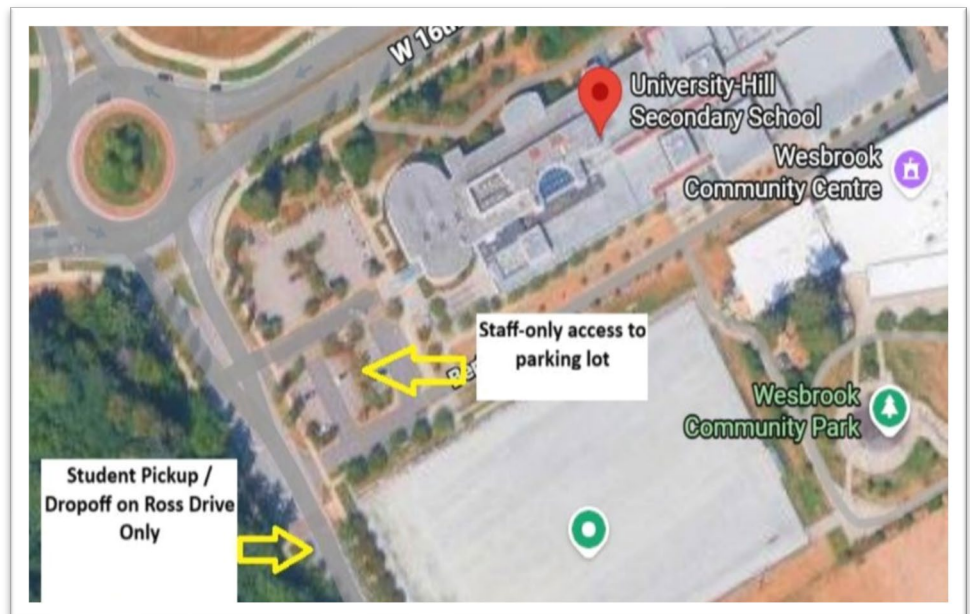 W 16th
University Hill
Secondary School
Wesbrook
Community Centre
Staff-only access to
parking lot
Wesbrook
Community Park
Student Pickup /
Dropoff on Ross Drive
Only